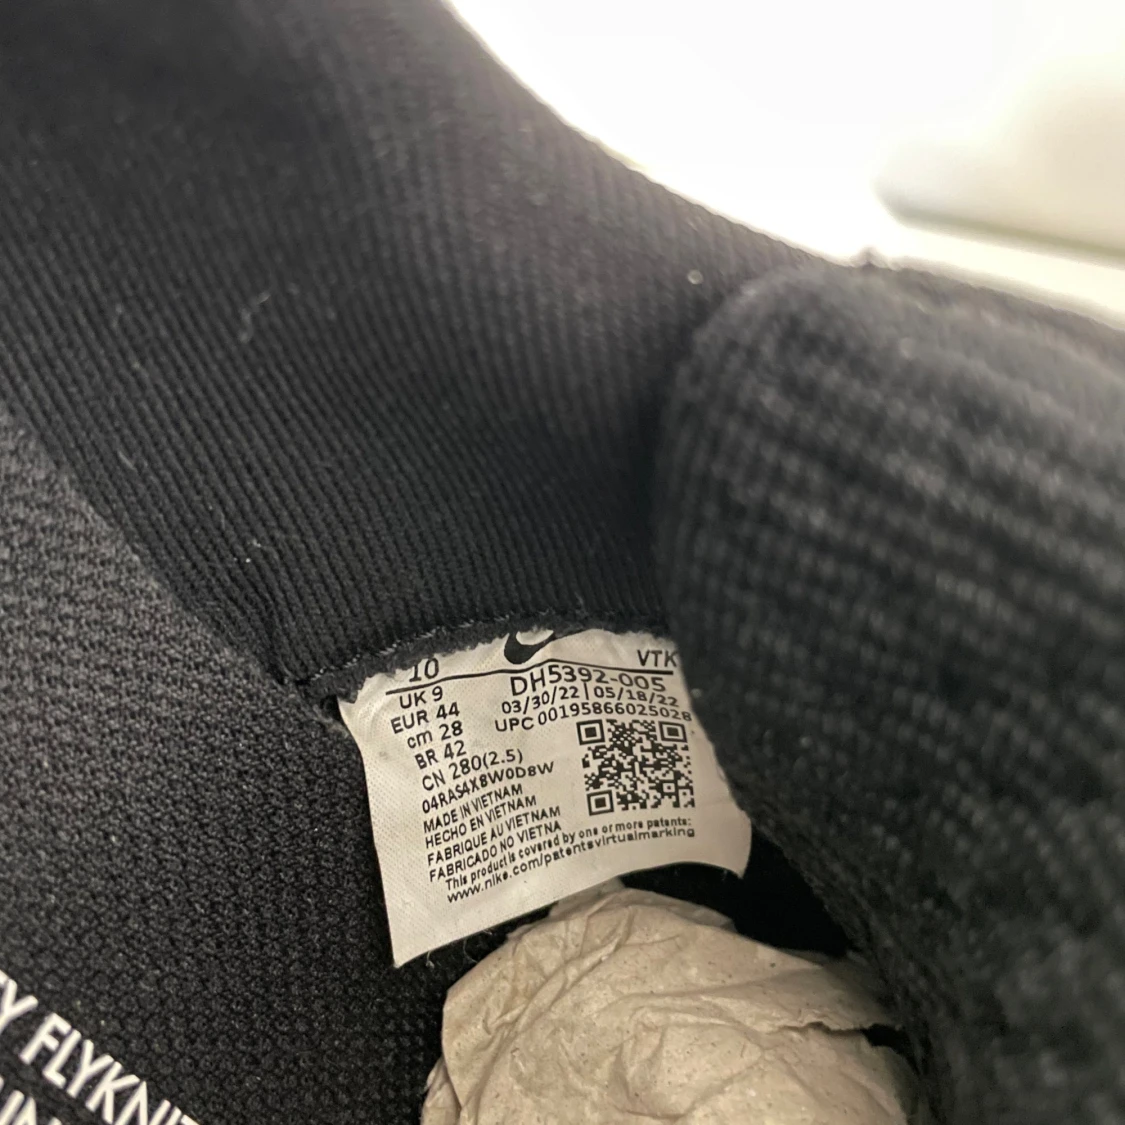 10
VTK
UK 9
EUR 44
cm 28
BR 42
CN 280(2.5)
DH5392-005
03/30/22 | 05/18/22
UPC 00195866025028
04RAS4X8W0D8W
MADE IN VIETNAM
HECHO EN VIETNAM
FABRIQUE AU VIETNAM
FABRICADO NO VIETNA
This product is covered by one or more patents:
www.nike.com/patentsvirtualmarking
FLYKNIT